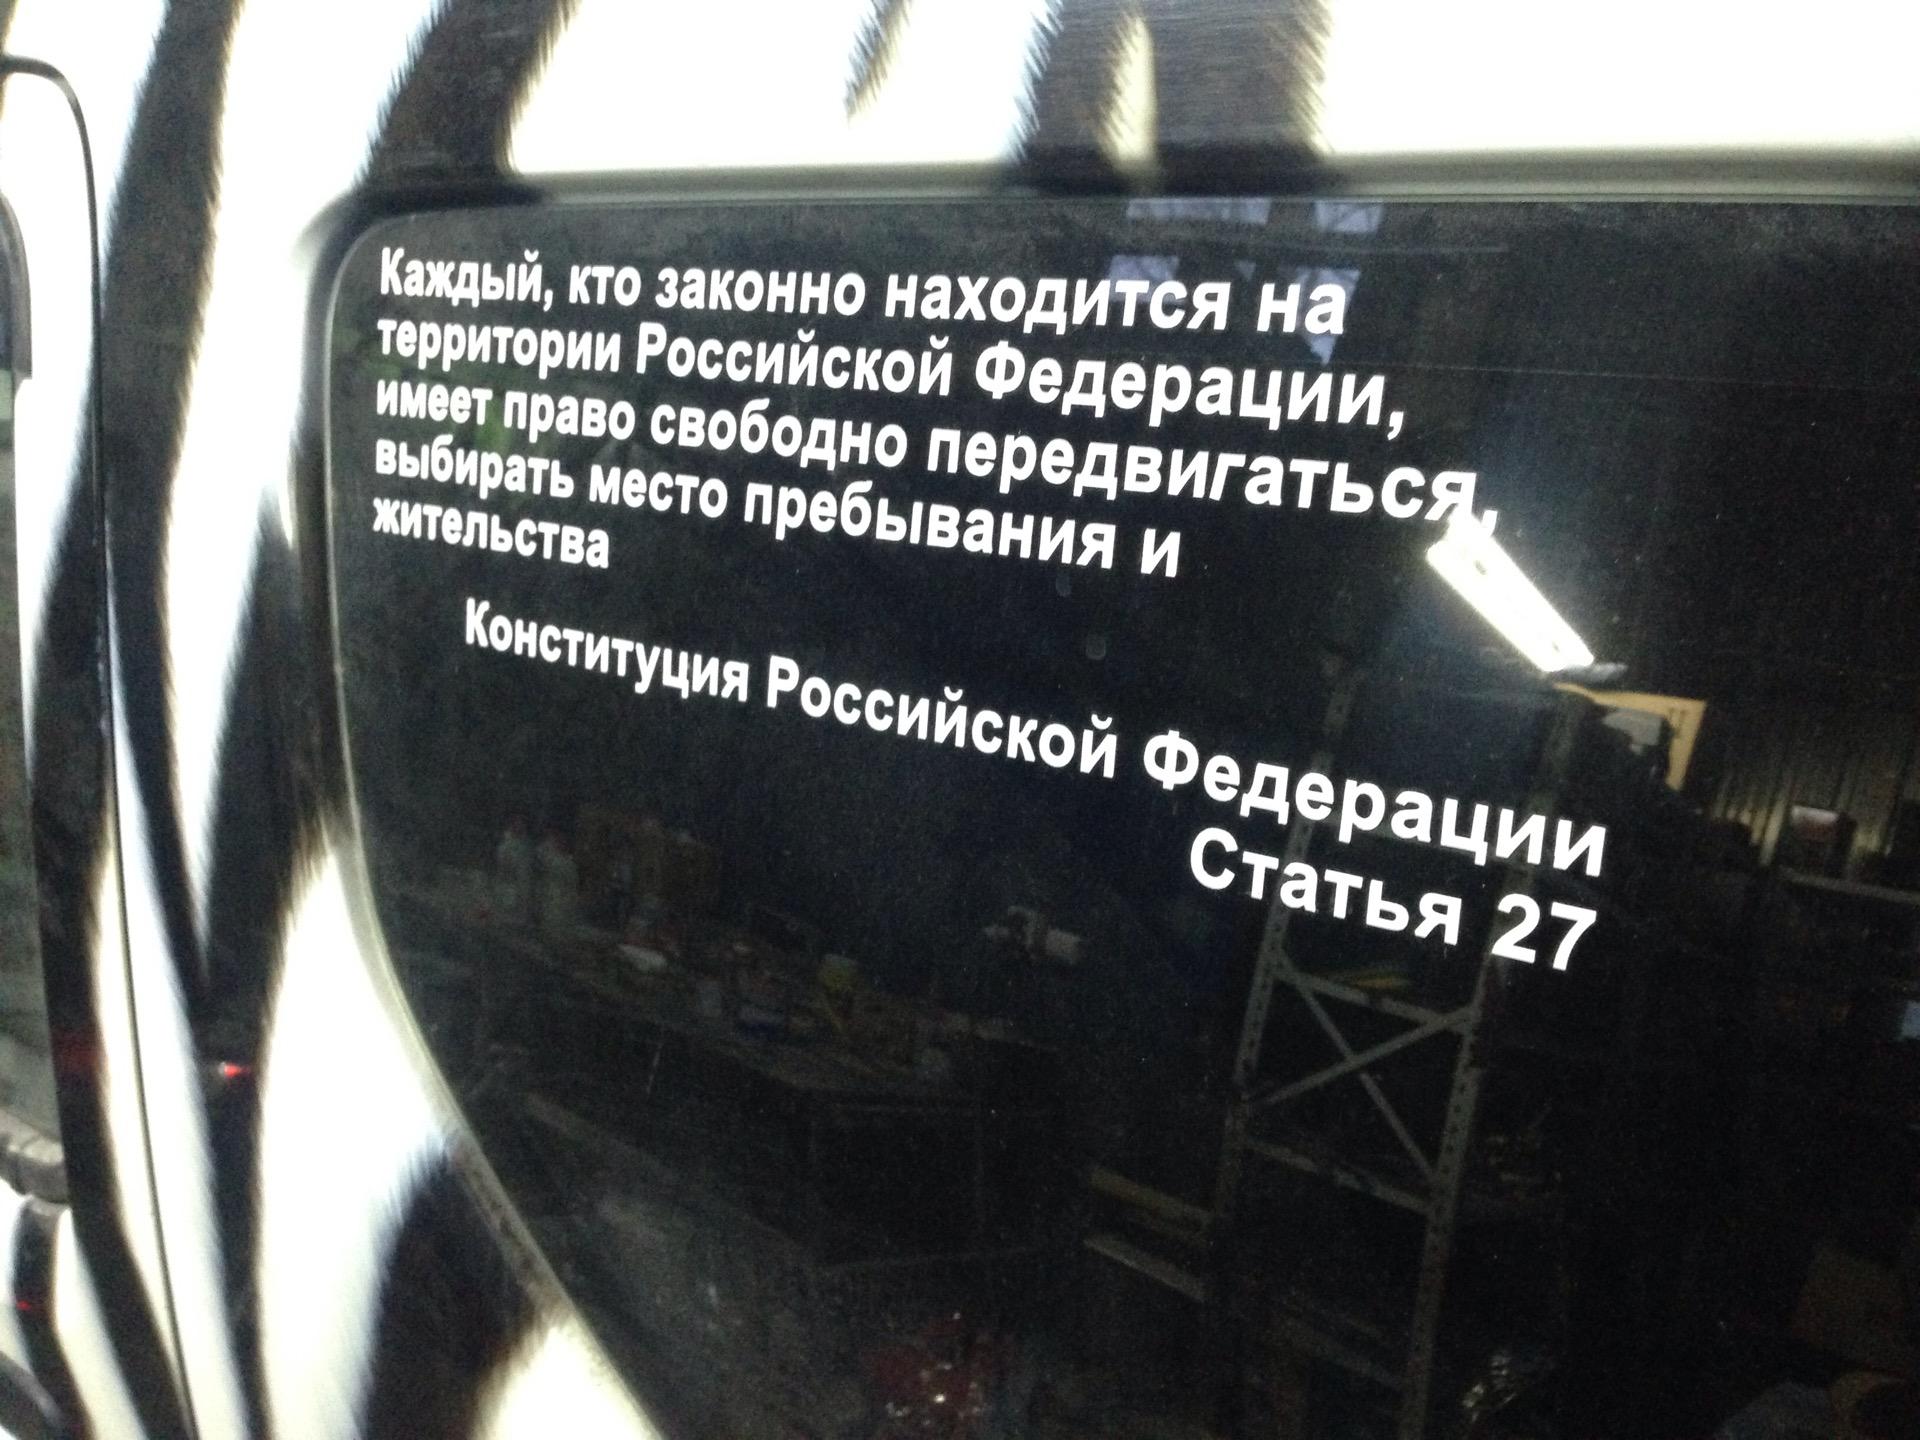 Каждый, кто законно находится на
территории Российской Федерации,
имеет право свободно передвигаться,
выбирать место пребывания и
жительства
Конституция Российской Федерации
Статья 27